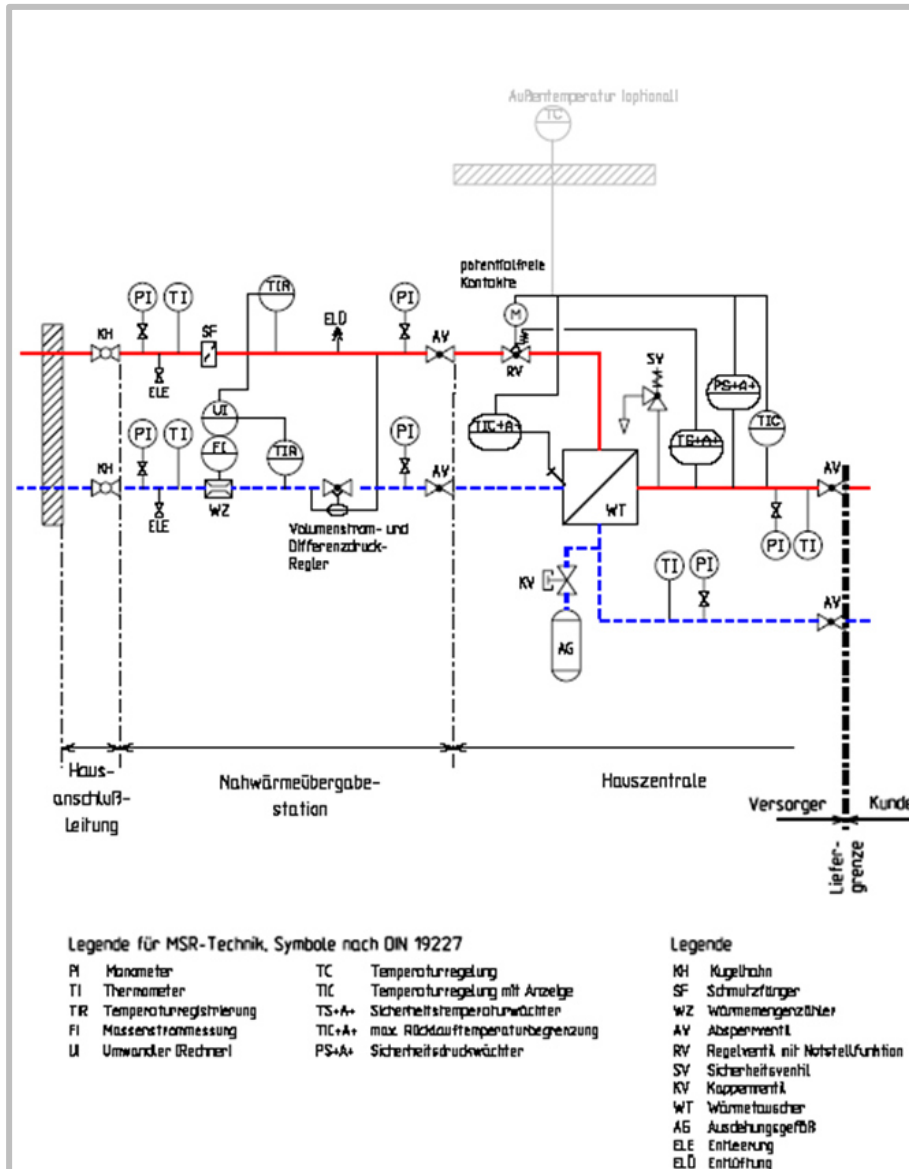 Außentemperatur (optional)
TC
potentialfreie
Kontakte
PI
TI
TIR
ELÜ
PI
M
KH
SF
AV
RV
SV
PS+A+
ELE
UI
TIC+A+
TIC
PI
TI
FI
TIR
PI
TS+A+
KH
AV
WT
AV
ELE
WZ
Volumenstrom- und
Differenzdruck-
Regler
PI
TI
KV
TI
PI
AV
AG
Haus-
anschluß-
leitung
Nahwärmeübergabe-
station
Hauszentrale
Versorger
Kunde
Liefer-
grenze
Legende für MSR-Technik, Symbole nach DIN 19227
PI Manometer
TI Thermometer
TIR Temperaturregistrierung
FI Massenstrommessung
UI Umwandler (Rechner)
TC Temperaturregelung
TIC Temperaturregelung mit Anzeige
TS+A+ Sicherheitstemperaturwächter
TIC+A+ max. Rücklauftemperaturbegrenzung
PS+A+ Sicherheitsdruckwächter
Legende
KH Kugelhahn
SF Schmutzfänger
WZ Wärmemengenzähler
AV Absperrventil
RV Regelventil mit Notstellfunktion
SV Sicherheitsventil
KV Kappenventil
WT Wärmetauscher
AG Ausdehungsgefäß
ELE Entleerung
ELÜ Entlüftung